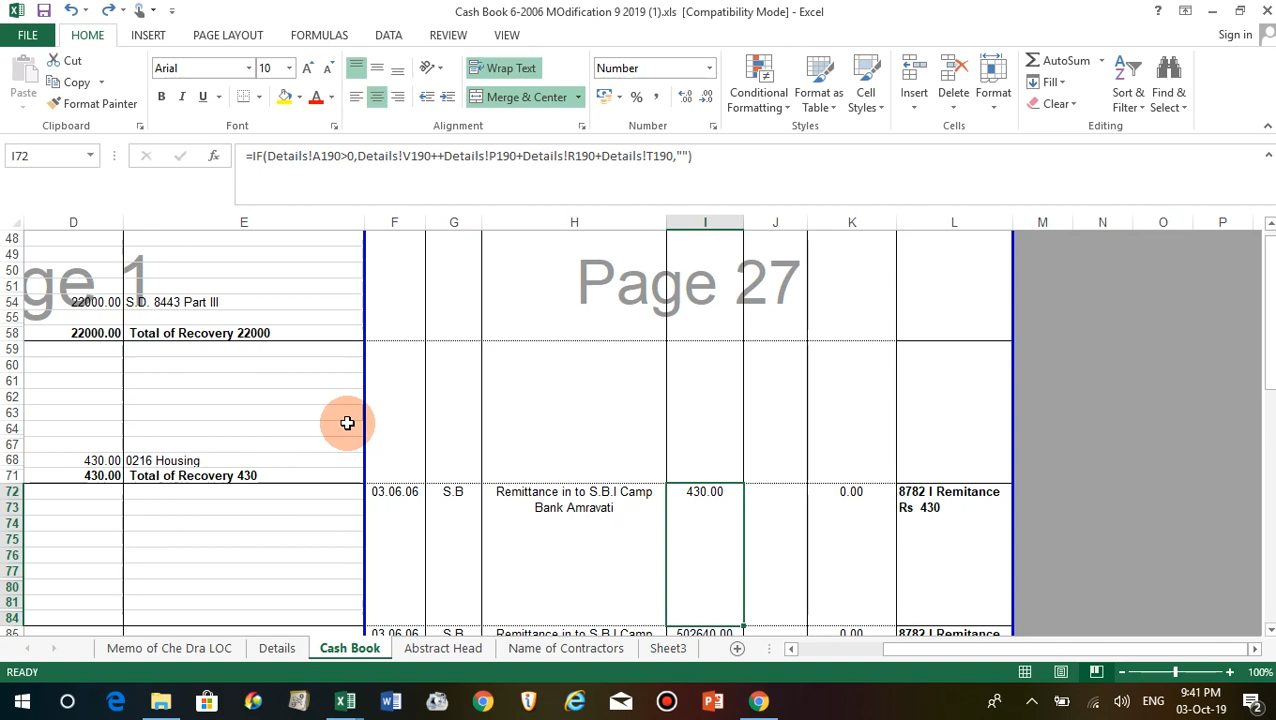 Cash Book 6-2006 MOdification 9 2019 (1).xls [Compatibility Mode] - Excel
FILE HOME INSERT PAGE LAYOUT FORMULAS DATA REVIEW VIEW Sign in
Paste Cut Copy Format Painter Clipboard
Arial 10 B I U Font
Wrap Text Merge & Center Alignment
Number % , Number
Conditional Formatting Format as Table Cell Styles Styles
Insert Delete Format Cells
AutoSum Fill Clear Sort & Filter Find & Select Editing
I72 fx =IF(Details!A190>0,Details!V190++Details!P190+Details!R190+Details!T190,"")
D E F G H I J K L M N O P
48
49
50 ge 1 Page 27
51
54 22000.00 S.D. 8443 Part III
55
58 22000.00 Total of Recovery 22000
59
60
61
62
63
64
67
68 430.00 0216 Housing
71 430.00 Total of Recovery 430
72 03.06.06 S.B Remittance in to S.B.I Camp 430.00 0.00 8782 I Remitance
73 Bank Amravati Rs 430
74
75
76
77
80
81
84
85 03.06.06 S.B Remittance in to S.B.I Camp 502640.00 0.00 8782 I Remitance
Memo of Che Dra LOC Details Cash Book Abstract Head Name of Contractors Sheet3
READY 100%
ENG 9:41 PM
03-Oct-19 2